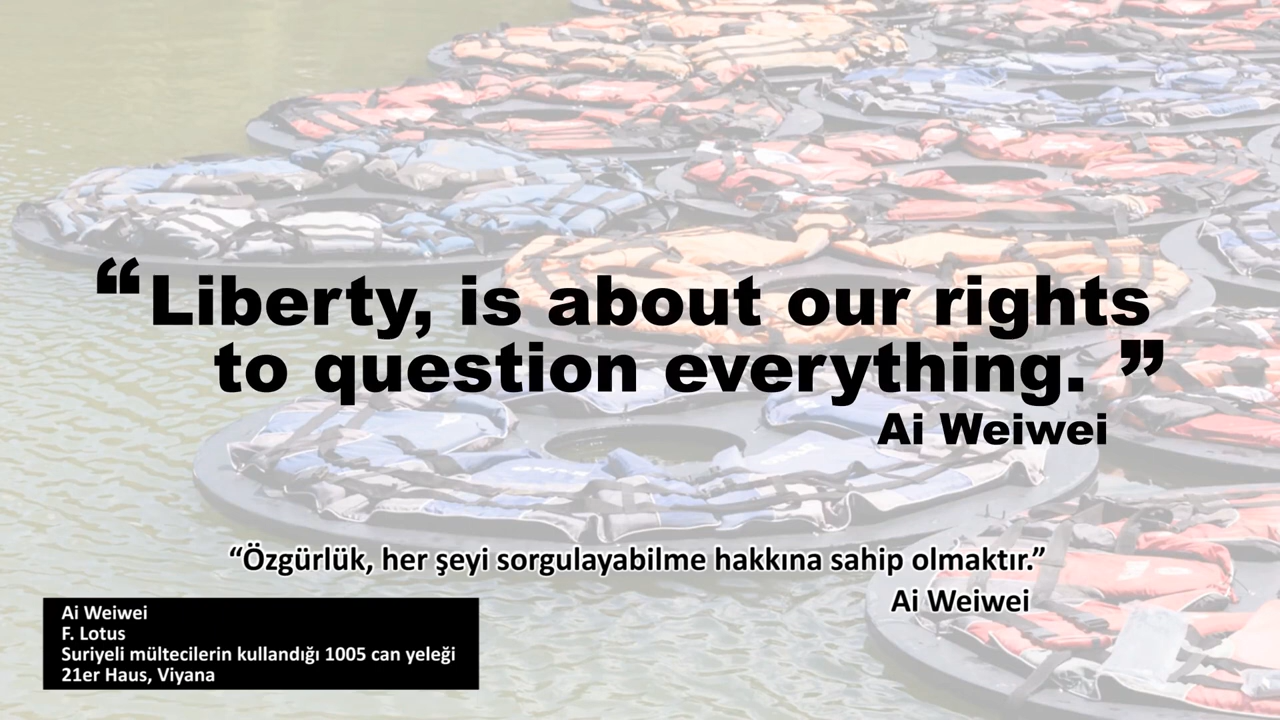 “Liberty, is about our rights
to question everything. ”
Ai Weiwei
“Özgürlük, her şeyi sorgulayabilme hakkına sahip olmaktır.”
Ai Weiwei
Ai Weiwei
F. Lotus
Suriyeli mültecilerin kullandığı 1005 can yeleği
21er Haus, Viyana